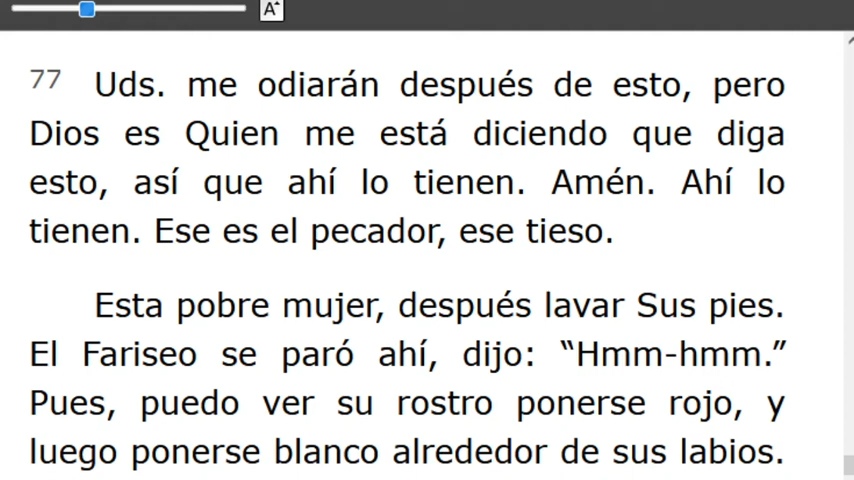 A
77 Uds. me odiarán después de esto, pero
Dios es Quien me está diciendo que diga
esto, así que ahí lo tienen. Amén. Ahí lo
tienen. Ese es el pecador, ese tieso.
Esta pobre mujer, después lavar Sus pies.
El Fariseo se paró ahí, dijo: “Hmm-hmm.”
Pues, puedo ver su rostro ponerse rojo, y
luego ponerse blanco alrededor de sus labios.